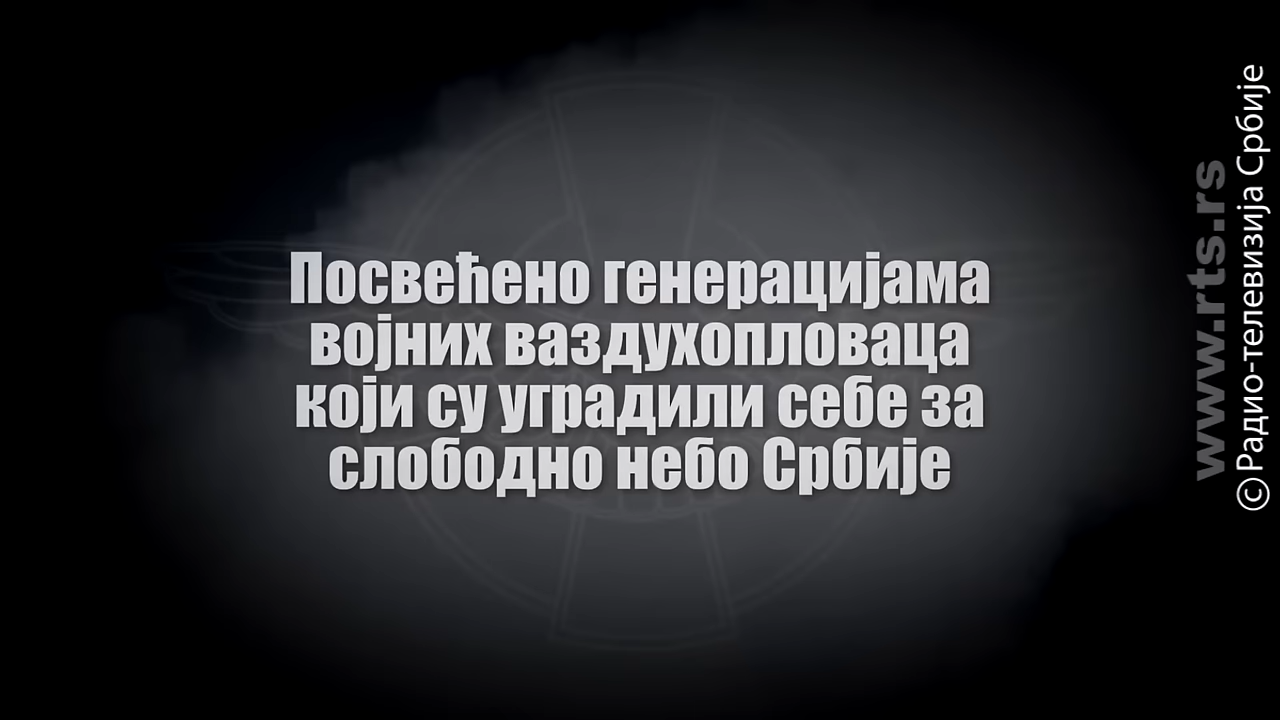 Посвећено генерацијама
војних ваздухопловаца
који су уградили себе за
слободно небо Србије
www.rts.rs
© Радио-телевизија Србије